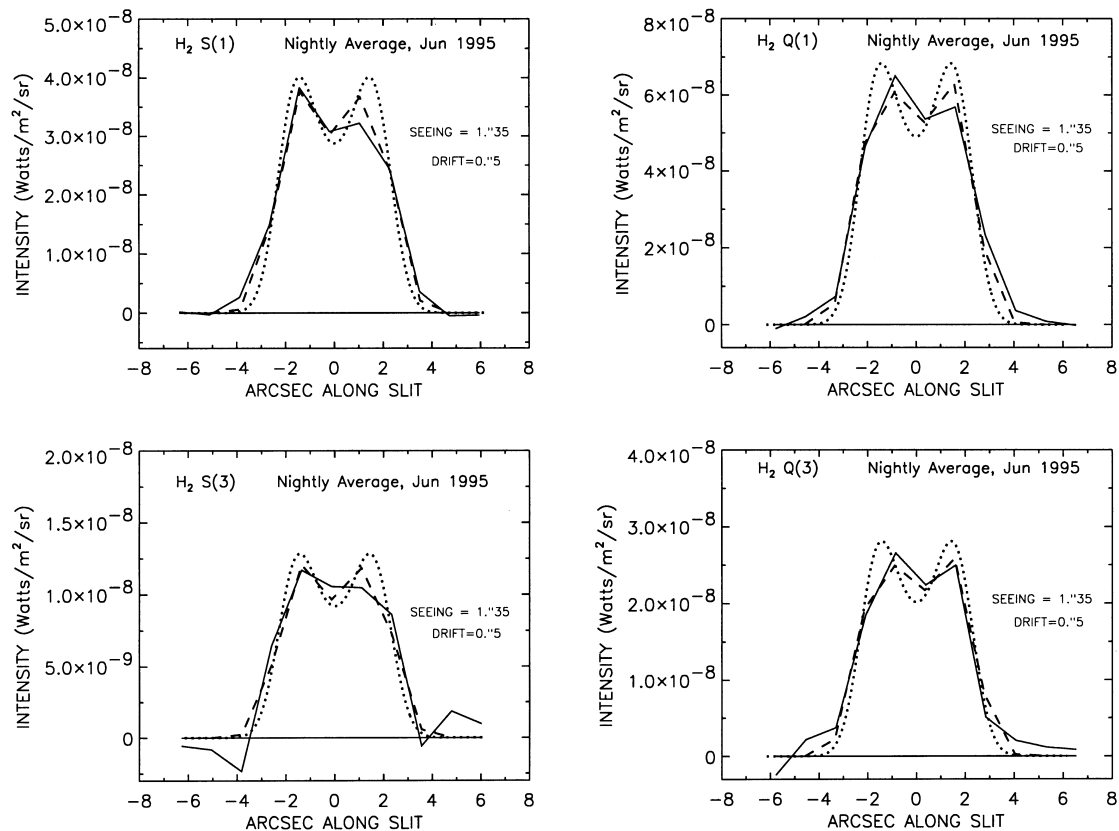 H₂ S(1) Nightly Average, Jun 1995
SEEING = 1."35
DRIFT=0."5
INTENSITY (Watts/m²/sr)
5.0×10⁻⁸
4.0×10⁻⁸
3.0×10⁻⁸
2.0×10⁻⁸
1.0×10⁻⁸
0
−8 −6 −4 −2 0 2 4 6 8
ARCSEC ALONG SLIT
H₂ Q(1) Nightly Average, Jun 1995
SEEING = 1."35
DRIFT=0."5
INTENSITY (Watts/m²/sr)
8×10⁻⁸
6×10⁻⁸
4×10⁻⁸
2×10⁻⁸
0
−8 −6 −4 −2 0 2 4 6 8
ARCSEC ALONG SLIT
H₂ S(3) Nightly Average, Jun 1995
SEEING = 1."35
DRIFT=0."5
INTENSITY (Watts/m²/sr)
2.0×10⁻⁸
1.5×10⁻⁸
1.0×10⁻⁸
5.0×10⁻⁹
0
−8 −6 −4 −2 0 2 4 6 8
ARCSEC ALONG SLIT
H₂ Q(3) Nightly Average, Jun 1995
SEEING = 1."35
DRIFT=0."5
INTENSITY (Watts/m²/sr)
4.0×10⁻⁸
3.0×10⁻⁸
2.0×10⁻⁸
1.0×10⁻⁸
0
−8 −6 −4 −2 0 2 4 6 8
ARCSEC ALONG SLIT